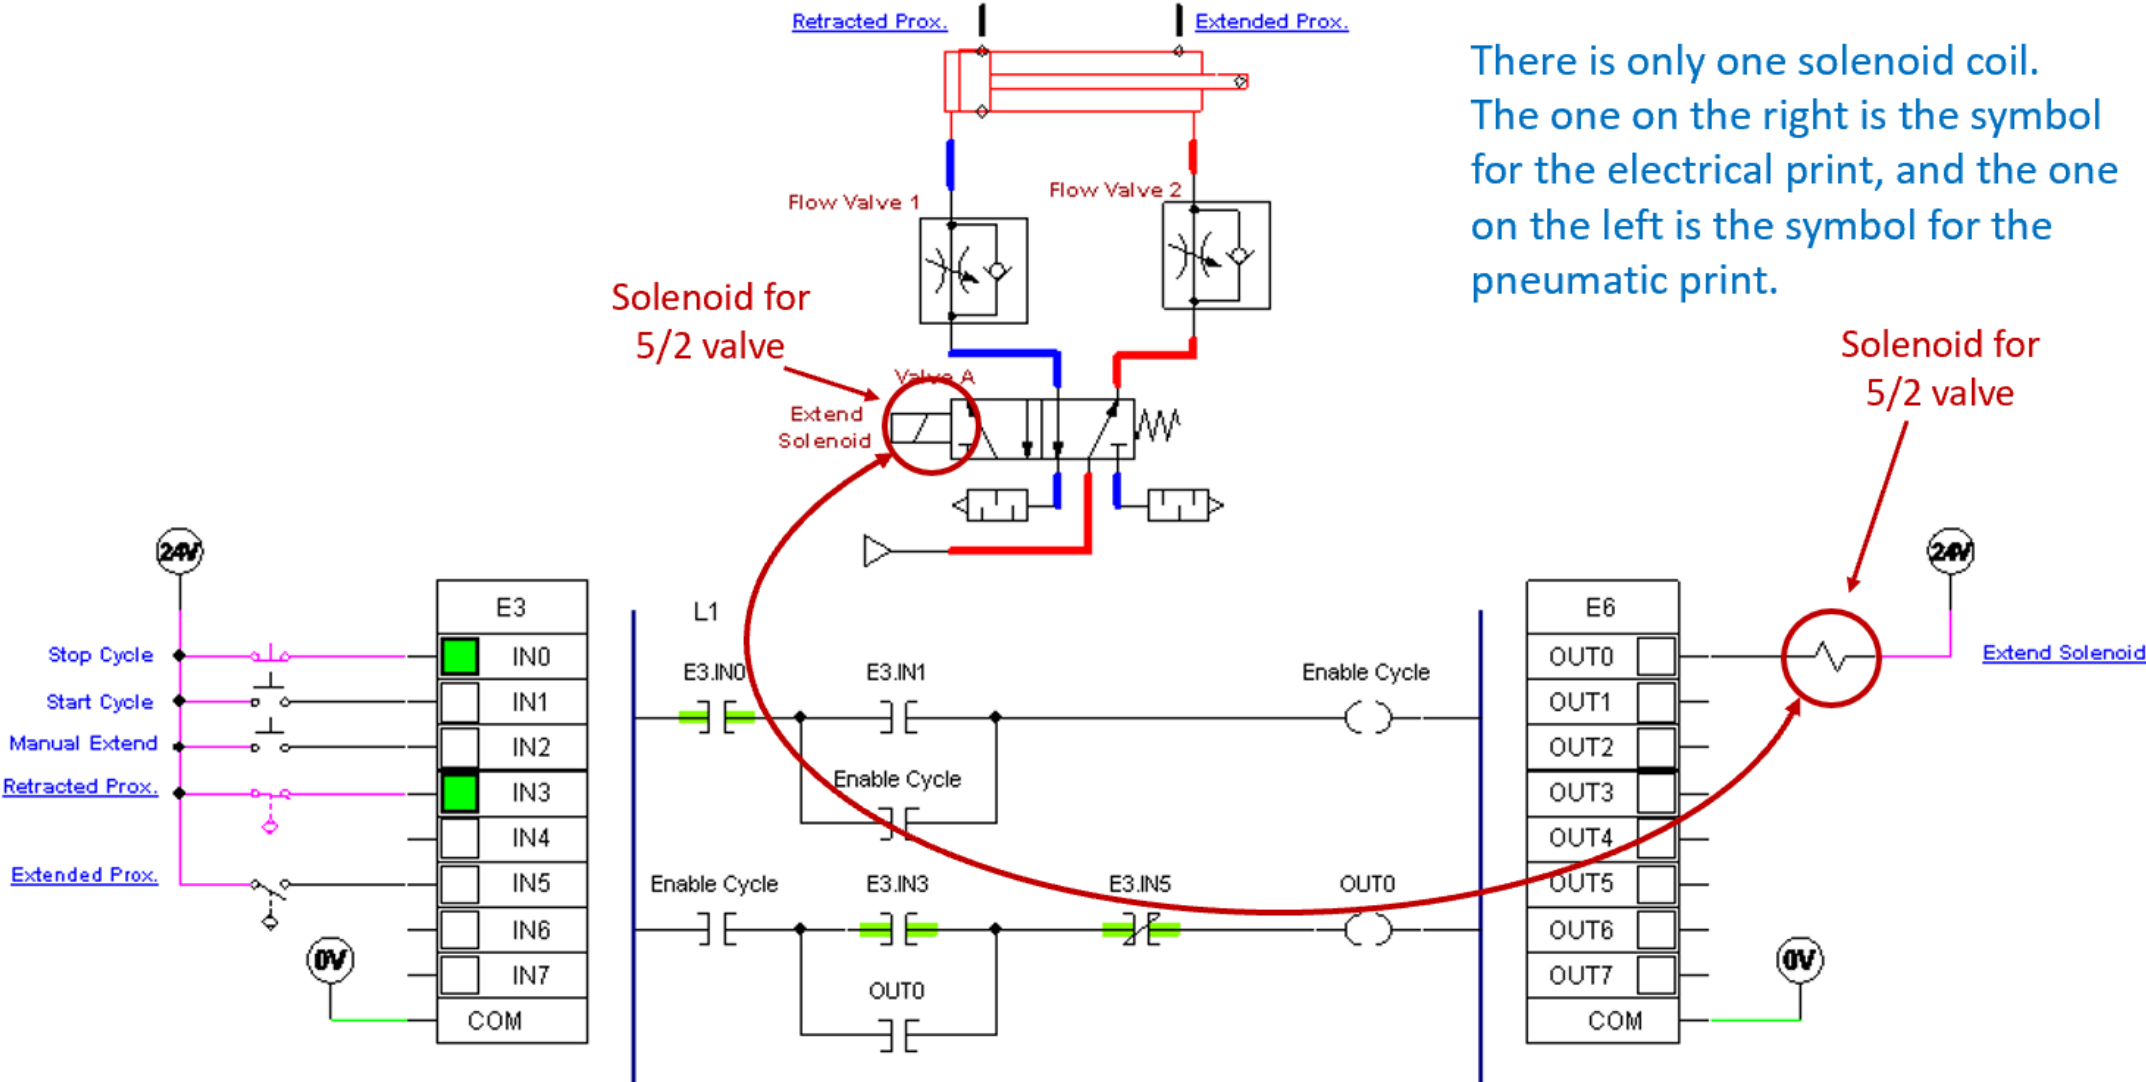 Retracted Prox.
Extended Prox.
There is only one solenoid coil.
The one on the right is the symbol
for the electrical print, and the one
on the left is the symbol for the
pneumatic print.
Flow Valve 1
Flow Valve 2
Solenoid for
5/2 valve
Solenoid for
5/2 valve
Valve A
Extend
Solenoid
24V
24V
E3
L1
E6
Stop Cycle
IN0
E3.IN0
E3.IN1
Enable Cycle
OUT0
Extend Solenoid
Start Cycle
IN1
OUT1
Manual Extend
IN2
OUT2
Retracted Prox.
IN3
Enable Cycle
OUT3
IN4
OUT4
Extended Prox.
IN5
Enable Cycle
E3.IN3
E3.IN5
OUT0
OUT5
IN6
OUT6
0V
0V
IN7
OUT0
OUT7
COM
COM